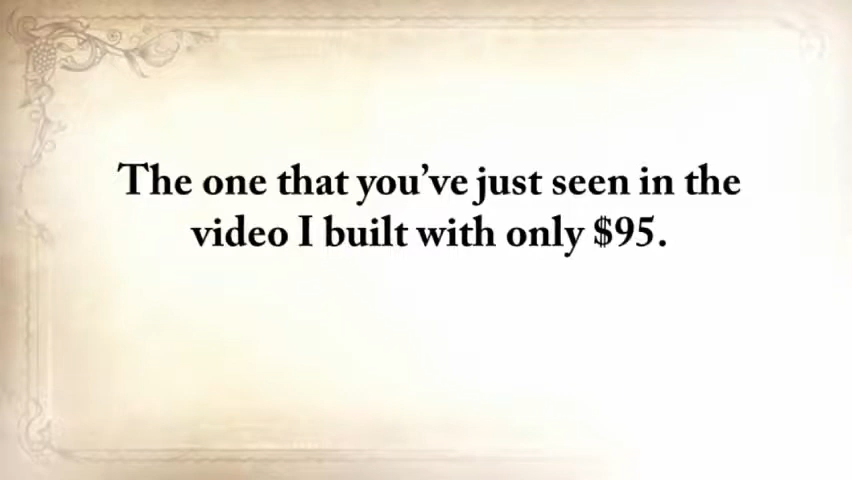 The one that you’ve just seen in the
video I built with only $95.